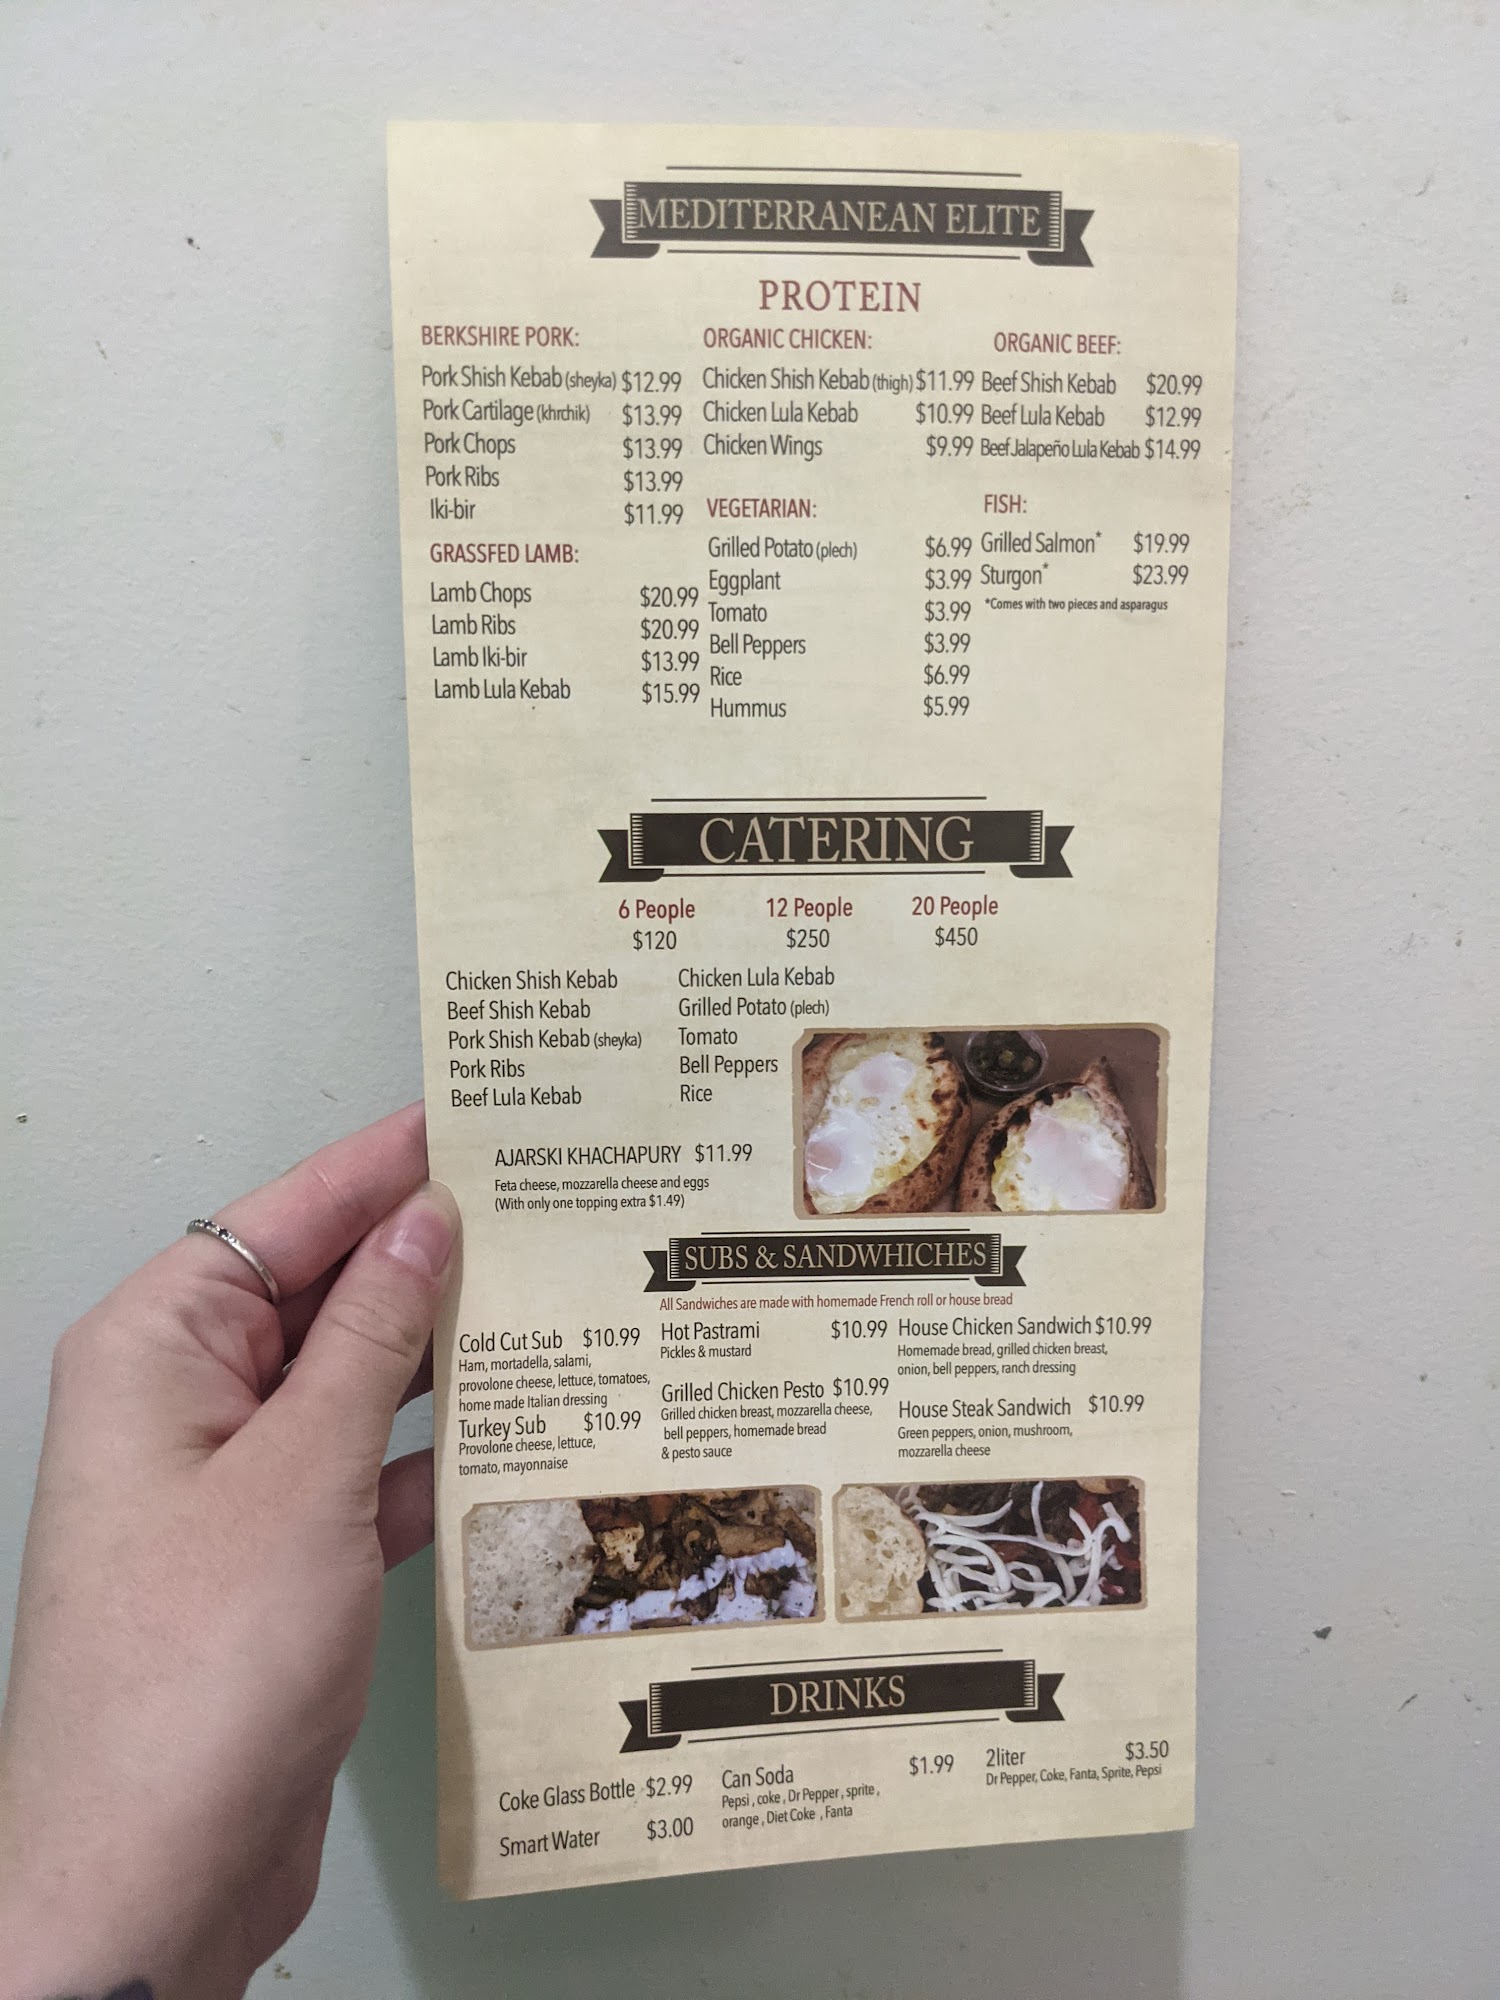 MEDITERRANEAN ELITE
PROTEIN
BERKSHIRE PORK:
Pork Shish Kebab (sheyka) $12.99
Pork Cartilage (khrchik) $13.99
Pork Chops $13.99
Pork Ribs $13.99
Iki-bir $11.99
GRASSFED LAMB:
Lamb Chops $20.99
Lamb Ribs $20.99
Lamb Iki-bir $13.99
Lamb Lula Kebab $15.99
ORGANIC CHICKEN:
Chicken Shish Kebab (thigh) $11.99
Chicken Lula Kebab $10.99
Chicken Wings $9.99
VEGETARIAN:
Grilled Potato (plech) $6.99
Eggplant $3.99
Tomato $3.99
Bell Peppers $3.99
Rice $6.99
Hummus $5.99
ORGANIC BEEF:
Beef Shish Kebab $20.99
Beef Lula Kebab $12.99
Beef Jalapeño Lula Kebab $14.99
FISH:
Grilled Salmon* $19.99
Sturgon* $23.99
*Comes with two pieces and asparagus
CATERING
6 People 12 People 20 People
$120 $250 $450
Chicken Shish Kebab
Beef Shish Kebab
Pork Shish Kebab (sheyka)
Pork Ribs
Beef Lula Kebab
Chicken Lula Kebab
Grilled Potato (plech)
Tomato
Bell Peppers
Rice
AJARSKI KHACHAPURY $11.99
Feta cheese, mozzarella cheese and eggs
(With only one topping extra $1.49)
SUBS & SANDWHICHES
All Sandwiches are made with homemade French roll or house bread
Cold Cut Sub $10.99
Ham, mortadella, salami,
provolone cheese, lettuce, tomatoes,
home made Italian dressing
Turkey Sub $10.99
Provolone cheese, lettuce,
tomato, mayonnaise
Hot Pastrami $10.99
Pickles & mustard
Grilled Chicken Pesto $10.99
Grilled chicken breast, mozzarella cheese,
bell peppers, homemade bread
& pesto sauce
House Chicken Sandwich $10.99
Homemade bread, grilled chicken breast,
onion, bell peppers, ranch dressing
House Steak Sandwich $10.99
Green peppers, onion, mushroom,
mozzarella cheese
DRINKS
Coke Glass Bottle $2.99
Smart Water $3.00
Can Soda $1.99
Pepsi , coke , Dr Pepper , sprite ,
orange , Diet Coke , Fanta
2liter $3.50
Dr Pepper, Coke, Fanta, Sprite, Pepsi